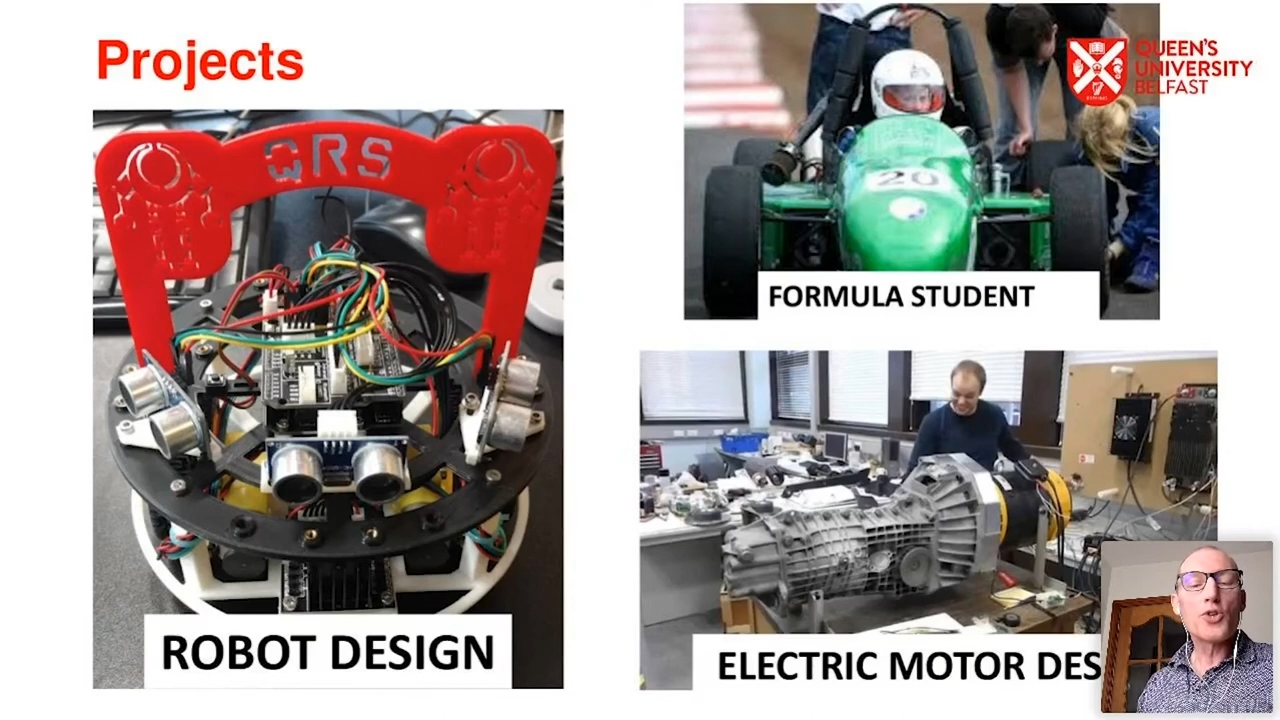 Projects
QUEEN'S
UNIVERSITY
BELFAST
QRS
20
FORMULA STUDENT
ROBOT DESIGN
ELECTRIC MOTOR DES